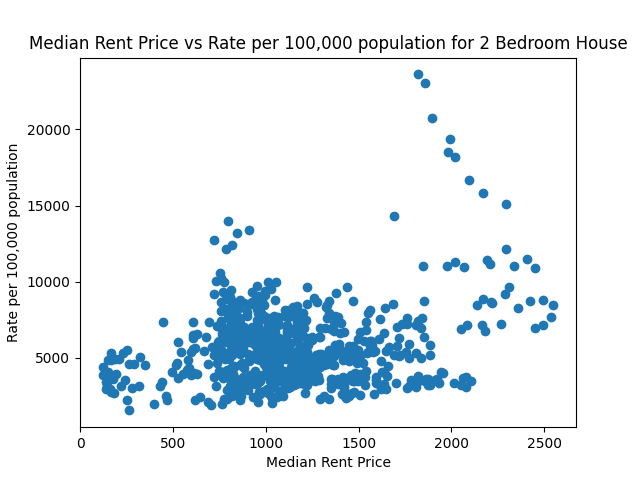 Median Rent Price vs Rate per 100,000 population for 2 Bedroom House
Rate per 100,000 population
20000
15000
10000
5000
0 500 1000 1500 2000 2500
Median Rent Price